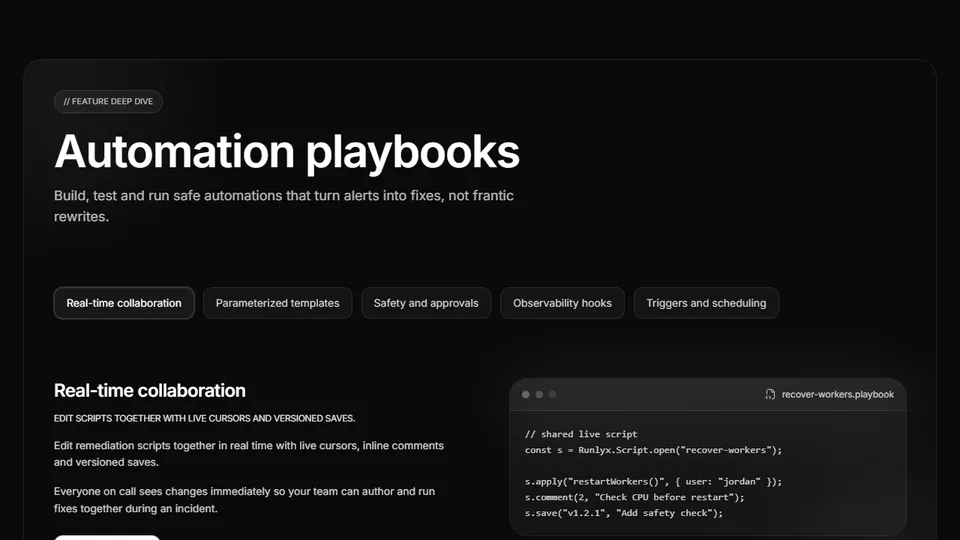 // FEATURE DEEP DIVE
Automation playbooks
Build, test and run safe automations that turn alerts into fixes, not frantic
rewrites.
Real-time collaboration
Parameterized templates
Safety and approvals
Observability hooks
Triggers and scheduling
Real-time collaboration
EDIT SCRIPTS TOGETHER WITH LIVE CURSORS AND VERSIONED SAVES.
Edit remediation scripts together in real time with live cursors, inline comments
and versioned saves.
Everyone on call sees changes immediately so your team can author and run
fixes together during an incident.
recover-workers.playbook
// shared live script
const s = Runlyx.Script.open("recover-workers");
s.apply("restartWorkers()", { user: "jordan" });
s.comment(2, "Check CPU before restart");
s.save("v1.2.1", "Add safety check");